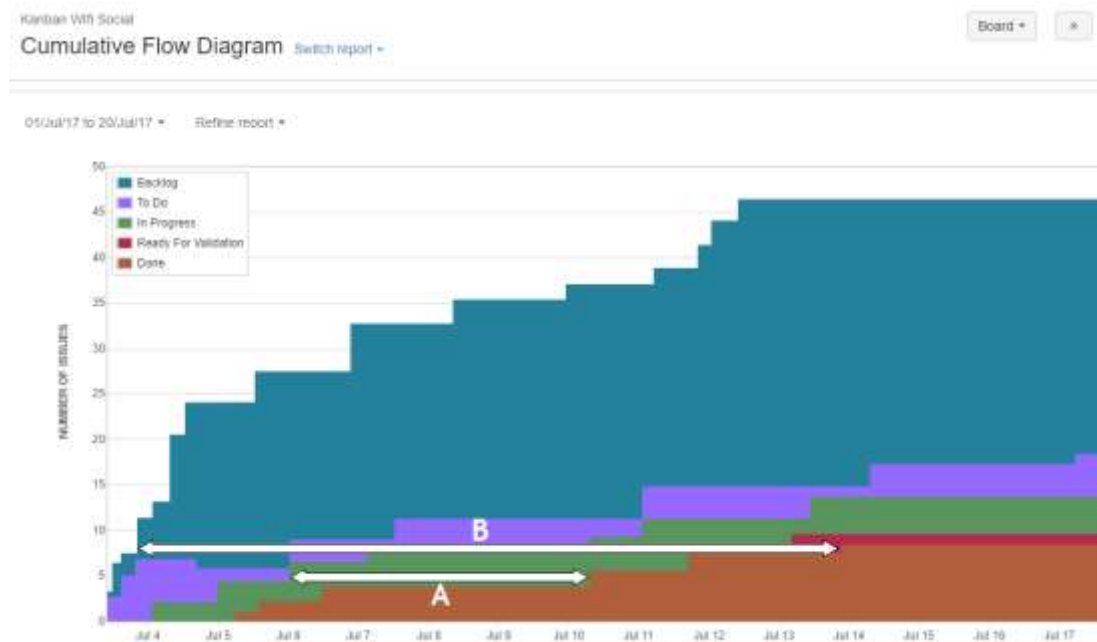 Kanban Wifi Social
Cumulative Flow Diagram Switch report
Board
01/Jul/17 to 20/Jul/17 Refine report
50
45
40
35
30
25
20
15
10
5
0
Backlog
To Do
In Progress
Ready For Validation
Done
NUMBER OF ISSUES
B
A
Jul 4 Jul 5 Jul 6 Jul 7 Jul 8 Jul 9 Jul 10 Jul 11 Jul 12 Jul 13 Jul 14 Jul 15 Jul 16 Jul 17